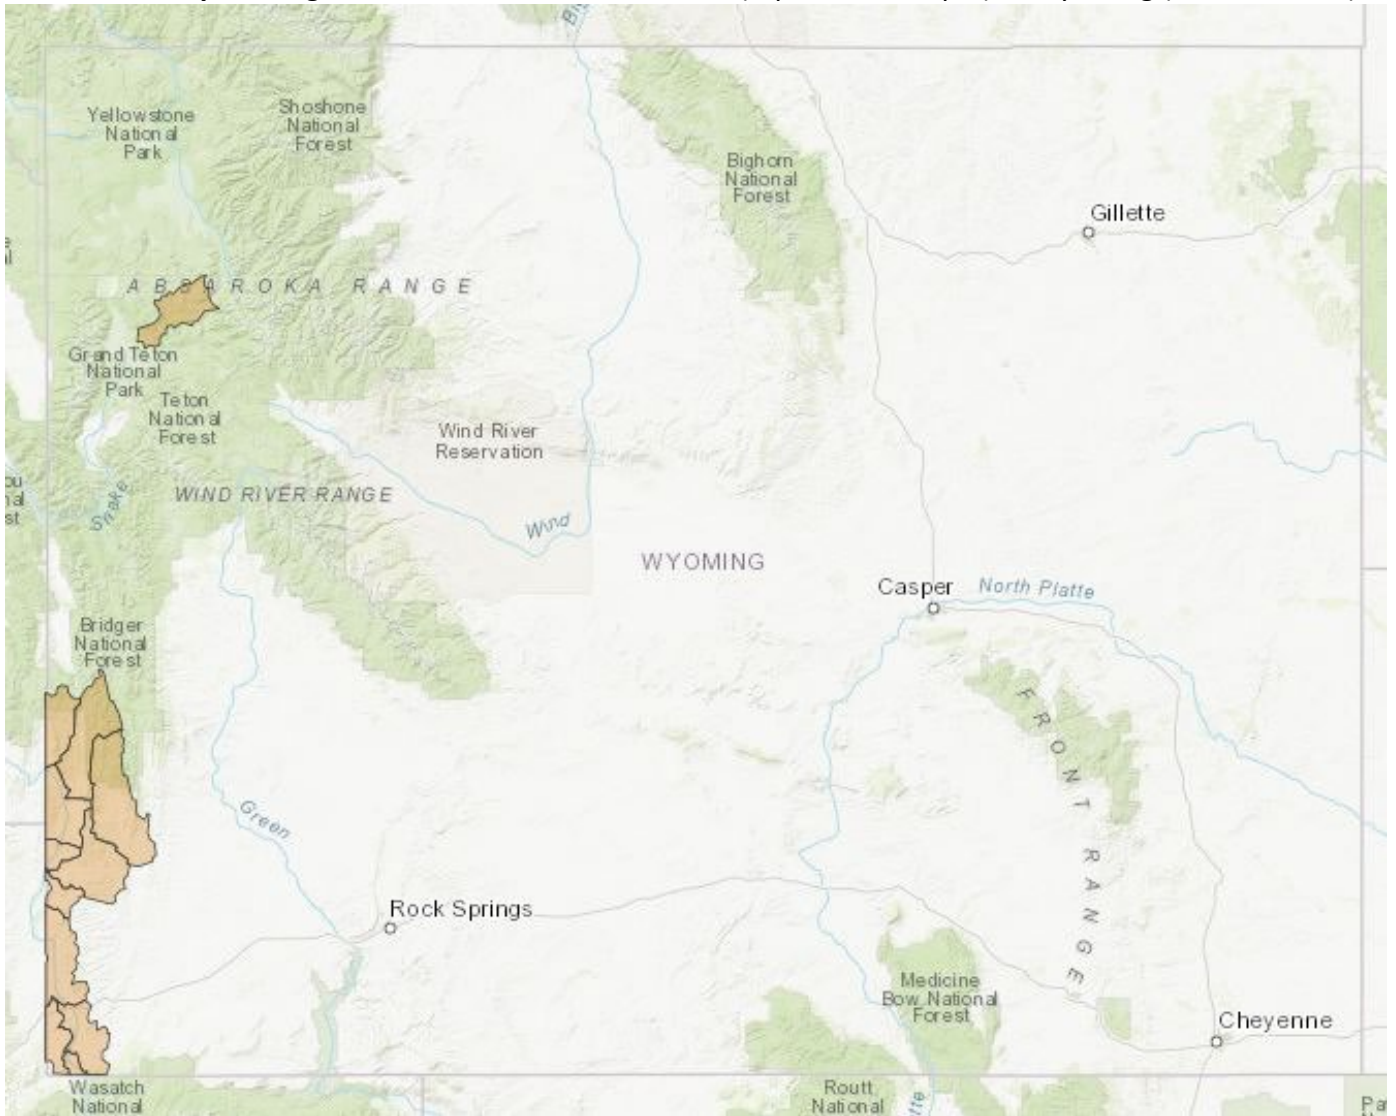 Yellowstone
National
Park
Shoshone
National
Forest
Bighorn
National
Forest
Gillette
ABSAROKA RANGE
Grand Teton
National
Park
Teton
National
Forest
Wind River
Reservation
WIND RIVER RANGE
Snake
Wind
WYOMING
Casper
North Platte
Bridger
National
Forest
FRONT RANGE
Green
Rock Springs
Medicine
Bow National
Forest
Cheyenne
Wasatch
National
Routt
National